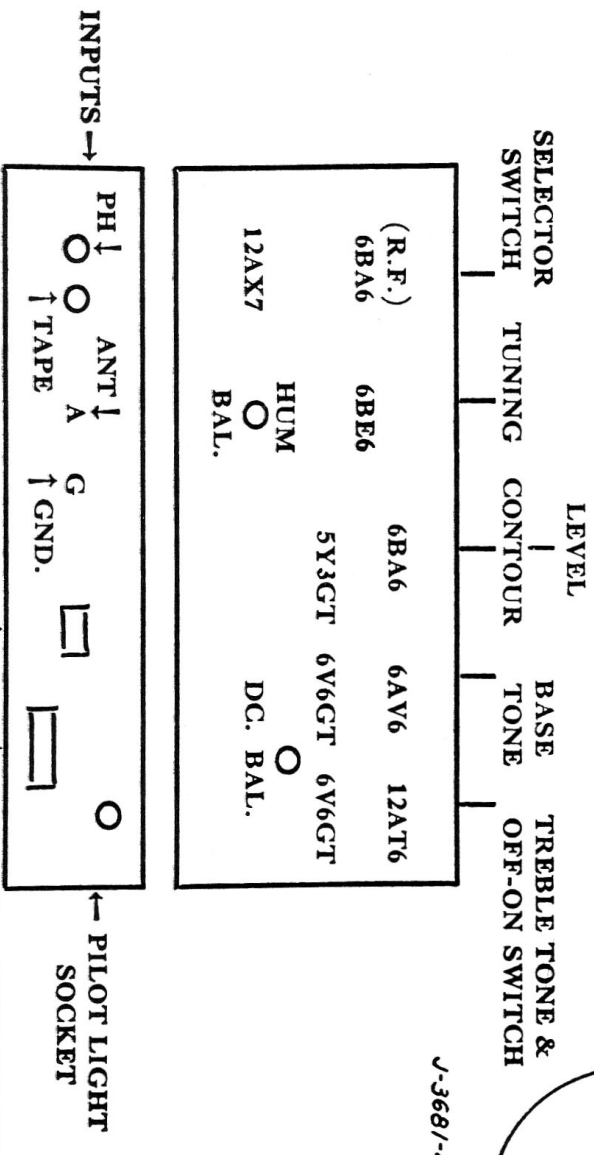 LEVEL
SELECTOR SWITCH
TUNING
CONTOUR
BASE TONE
TREBLE TONE & OFF-ON SWITCH
(R.F.)
6BA6
6BE6
6BA6
6AV6
12AT6
5Y3GT
6V6GT
6V6GT
12AX7
HUM
BAL.
DC. BAL.
INPUTS →
PH ↓
ANT ↓
A
G
↑ TAPE
↑ GND.
← PILOT LIGHT
SOCKET
J-3681-